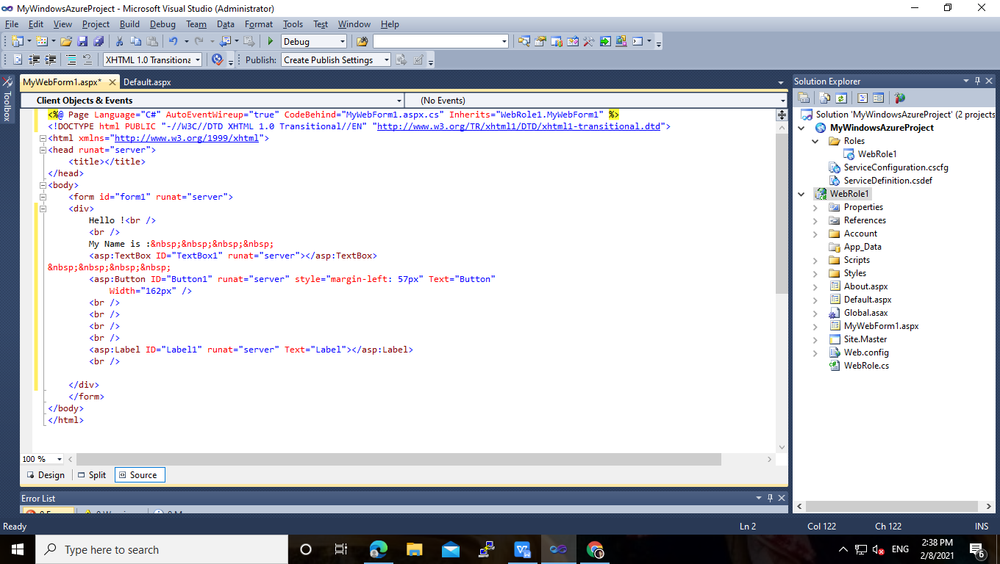 MyWindowsAzureProject - Microsoft Visual Studio (Administrator)
File Edit View Project Build Debug Team Data Format Tools Test Window Help
Debug
XHTML 1.0 Transitiona Publish: Create Publish Settings
Toolbox
MyWebForm1.aspx* Default.aspx
Client Objects & Events (No Events)
<%@ Page Language="C#" AutoEventWireup="true" CodeBehind="MyWebForm1.aspx.cs" Inherits="WebRole1.MyWebForm1" %>
<!DOCTYPE html PUBLIC "-//W3C//DTD XHTML 1.0 Transitional//EN" "http://www.w3.org/TR/xhtml1/DTD/xhtml1-transitional.dtd">
<html xmlns="http://www.w3.org/1999/xhtml">
<head runat="server">
<title></title>
</head>
<body>
<form id="form1" runat="server">
<div>
Hello !<br />
<br />
My Name is :&nbsp;&nbsp;&nbsp;&nbsp;
<asp:TextBox ID="TextBox1" runat="server"></asp:TextBox>
&nbsp;&nbsp;&nbsp;&nbsp;
<asp:Button ID="Button1" runat="server" style="margin-left: 57px" Text="Button"
Width="162px" />
<br />
<br />
<br />
<br />
<asp:Label ID="Label1" runat="server" Text="Label"></asp:Label>
<br />
</div>
</form>
</body>
</html>
100 %
Design Split Source
Error List
Solution Explorer
Solution 'MyWindowsAzureProject' (2 projects
MyWindowsAzureProject
Roles
WebRole1
ServiceConfiguration.cscfg
ServiceDefinition.csdef
WebRole1
Properties
References
Account
App_Data
Scripts
Styles
About.aspx
Default.aspx
Global.asax
MyWebForm1.aspx
Site.Master
Web.config
WebRole.cs
Ready Ln 2 Col 122 Ch 122 INS
Type here to search
ENG
2:38 PM
2/8/2021
6